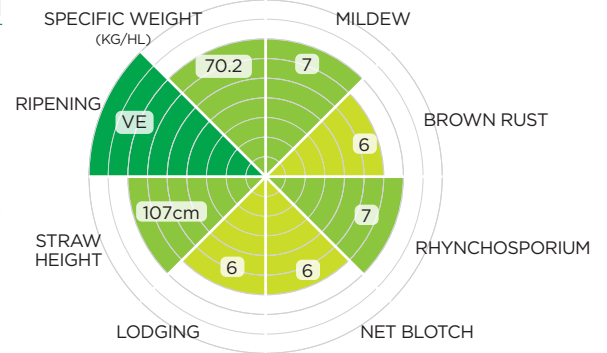 SPECIFIC WEIGHT
(KG/HL)
MILDEW
70.2
7
RIPENING
VE
BROWN RUST
6
107cm
7
STRAW
HEIGHT
RHYNCHOSPORIUM
6
6
LODGING
NET BLOTCH